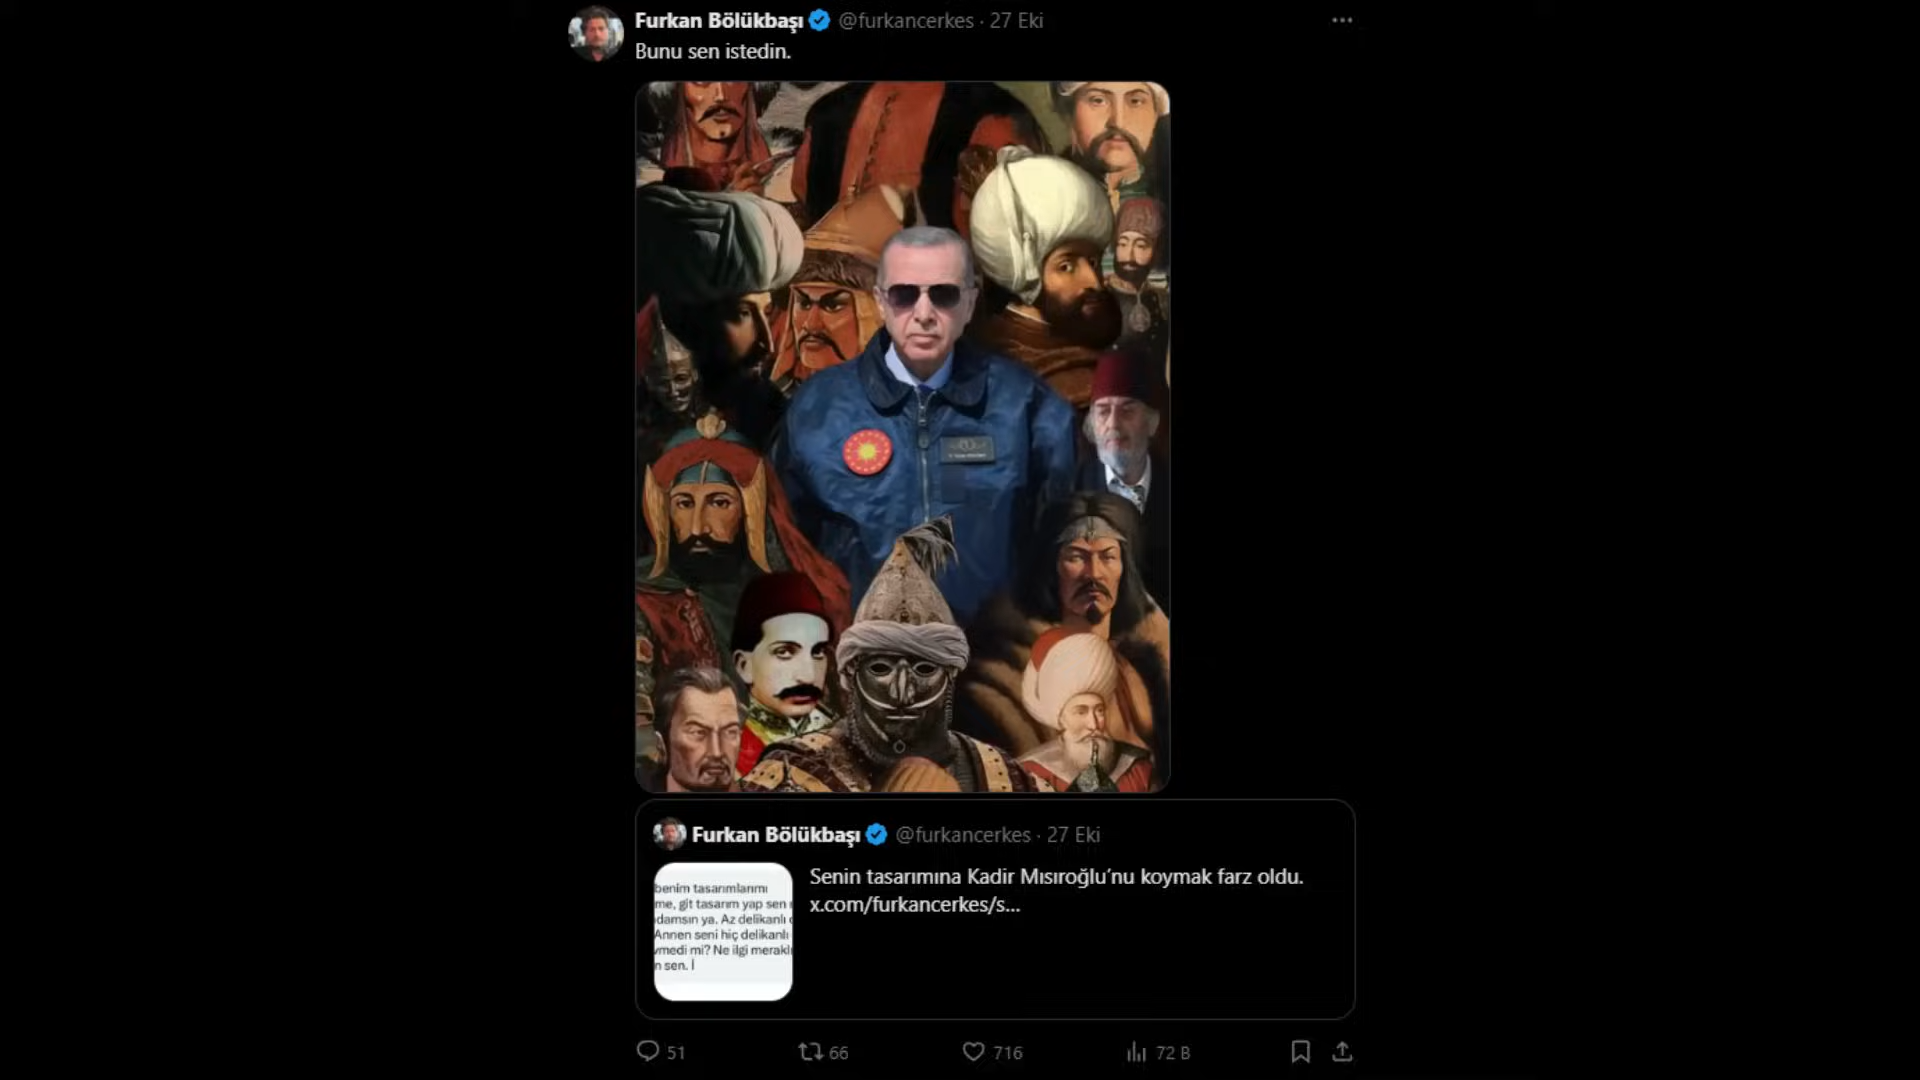 Furkan Bölükbaşı @furkancerkes · 27 Eki
Bunu sen istedin.
Furkan Bölükbaşı @furkancerkes · 27 Eki
benim tasarımlarımı
me, git tasarım yap sen
damsın ya. Az delikanlı
Annen seni hiç delikanlı
medi mi? Ne ilgi meraklı
n sen. İ
Senin tasarımına Kadir Mısıroğlu'nu koymak farz oldu.
x.com/furkancerkes/s...
51 66 716 72 B